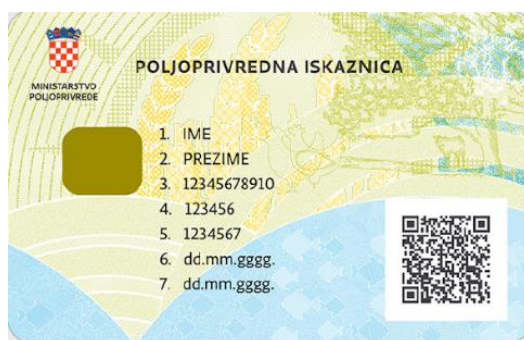 MINISTARSTVO
POLJOPRIVREDE
POLJOPRIVREDNA ISKAZNICA
1. IME
2. PREZIME
3. 12345678910
4. 123456
5. 1234567
6. dd.mm.gggg.
7. dd.mm.gggg.